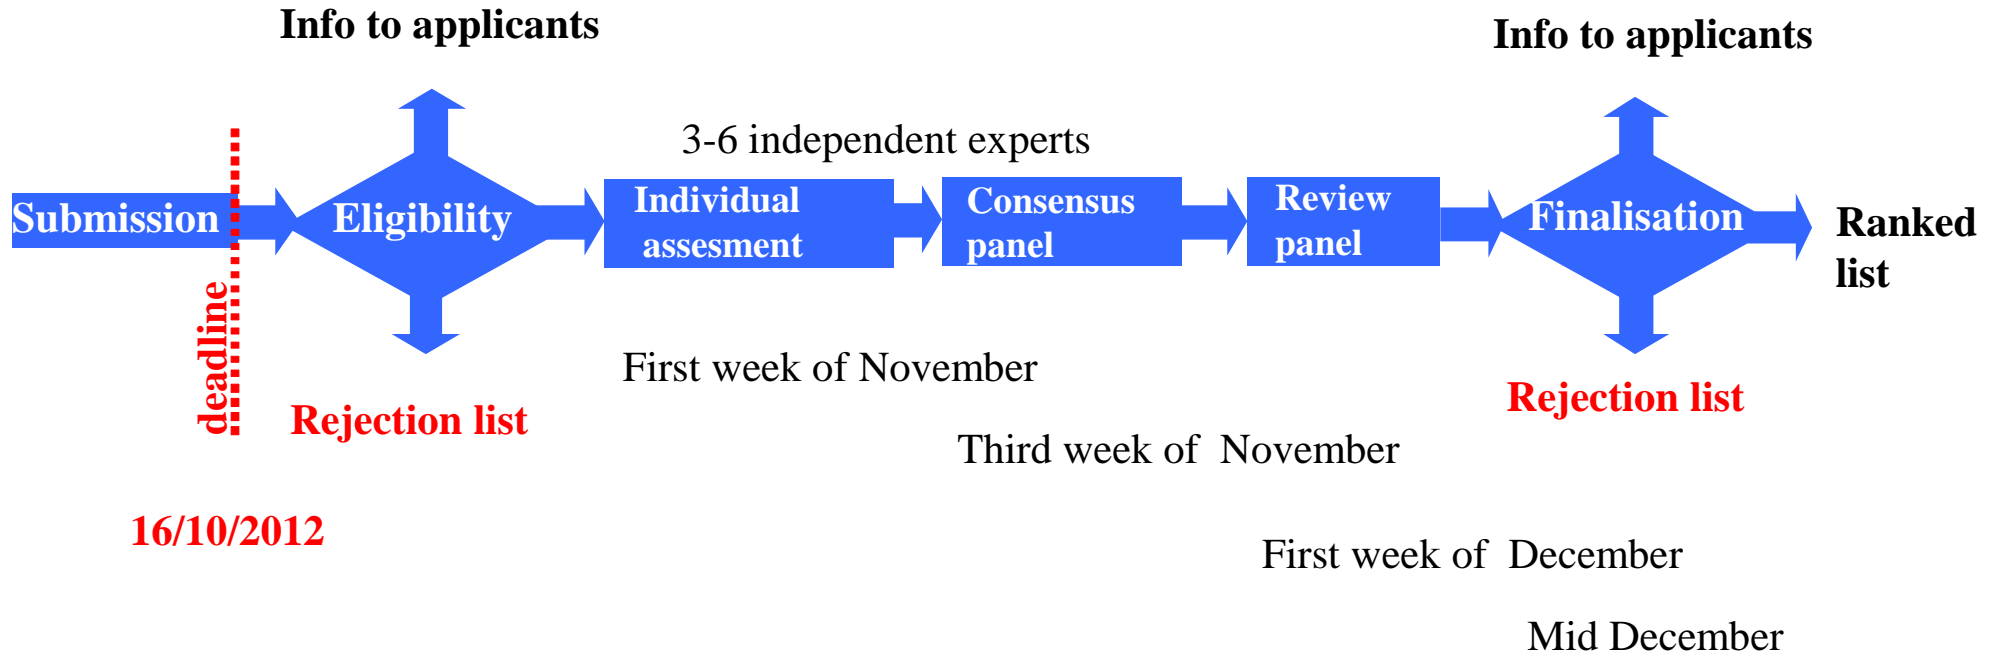 Info to applicants
Info to applicants
3-6 independent experts
Submission
deadline
Eligibility
Individual
assesment
Consensus
panel
Review
panel
Finalisation
Ranked
list
First week of November
Rejection list
Rejection list
Third week of  November
16/10/2012
First week of  December
Mid December